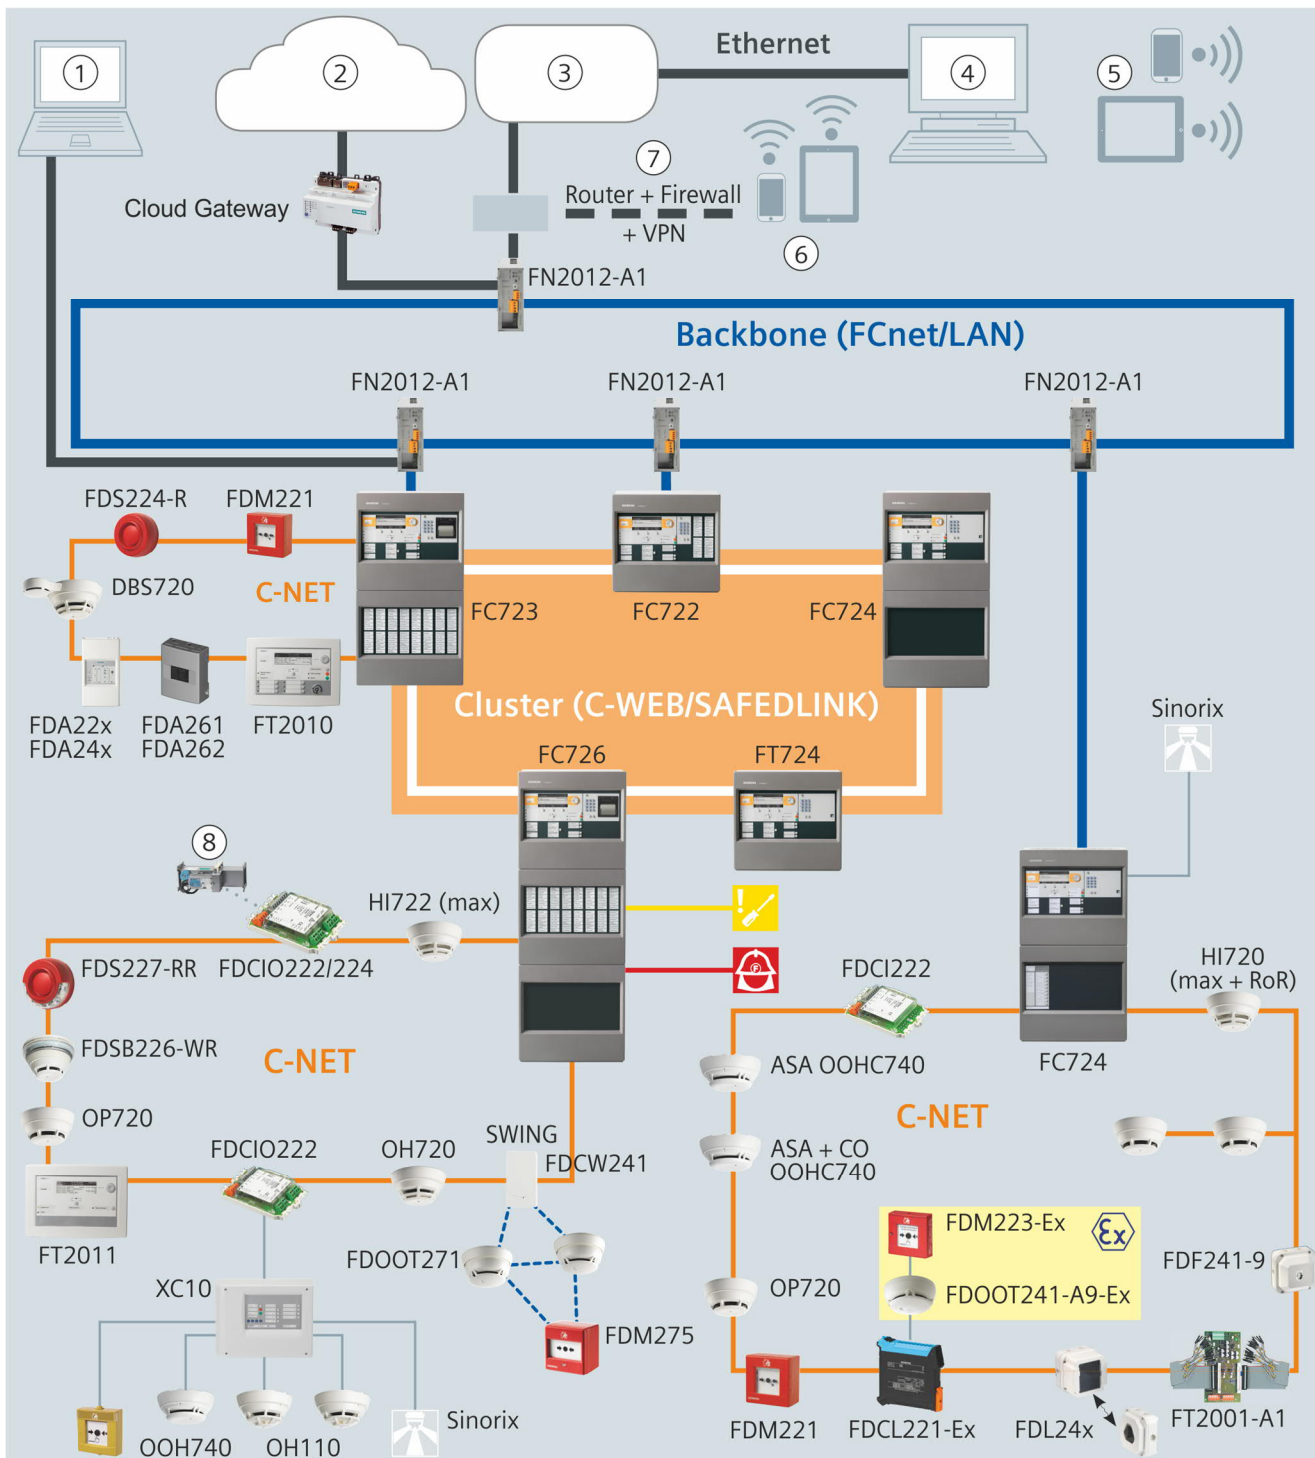 Ethernet
1
2
3
4
5
7
Cloud Gateway
Router + Firewall
+ VPN
6
FN2012-A1
Backbone (FCnet/LAN)
FN2012-A1
FN2012-A1
FN2012-A1
FDS224-R
FDM221
DBS720
C-NET
FC723
FC722
FC724
FDA22x
FDA24x
FDA261
FDA262
FT2010
Cluster (C-WEB/SAFEDLINK)
Sinorix
FC726
FT724
8
HI722 (max)
FDS227-RR
FDCIO222/224
FDCI222
HI720
(max + RoR)
FDSB226-WR
C-NET
ASA OOHC740
FC724
OP720
C-NET
FDCIO222
OH720
SWING
FDCW241
ASA + CO
OOHC740
FT2011
FDOOT271
FDM223-Ex
Ex
FDF241-9
XC10
OP720
FDOOT241-A9-Ex
FDM275
OOH740
OH110
Sinorix
FDM221
FDCL221-Ex
FDL24x
FT2001-A1